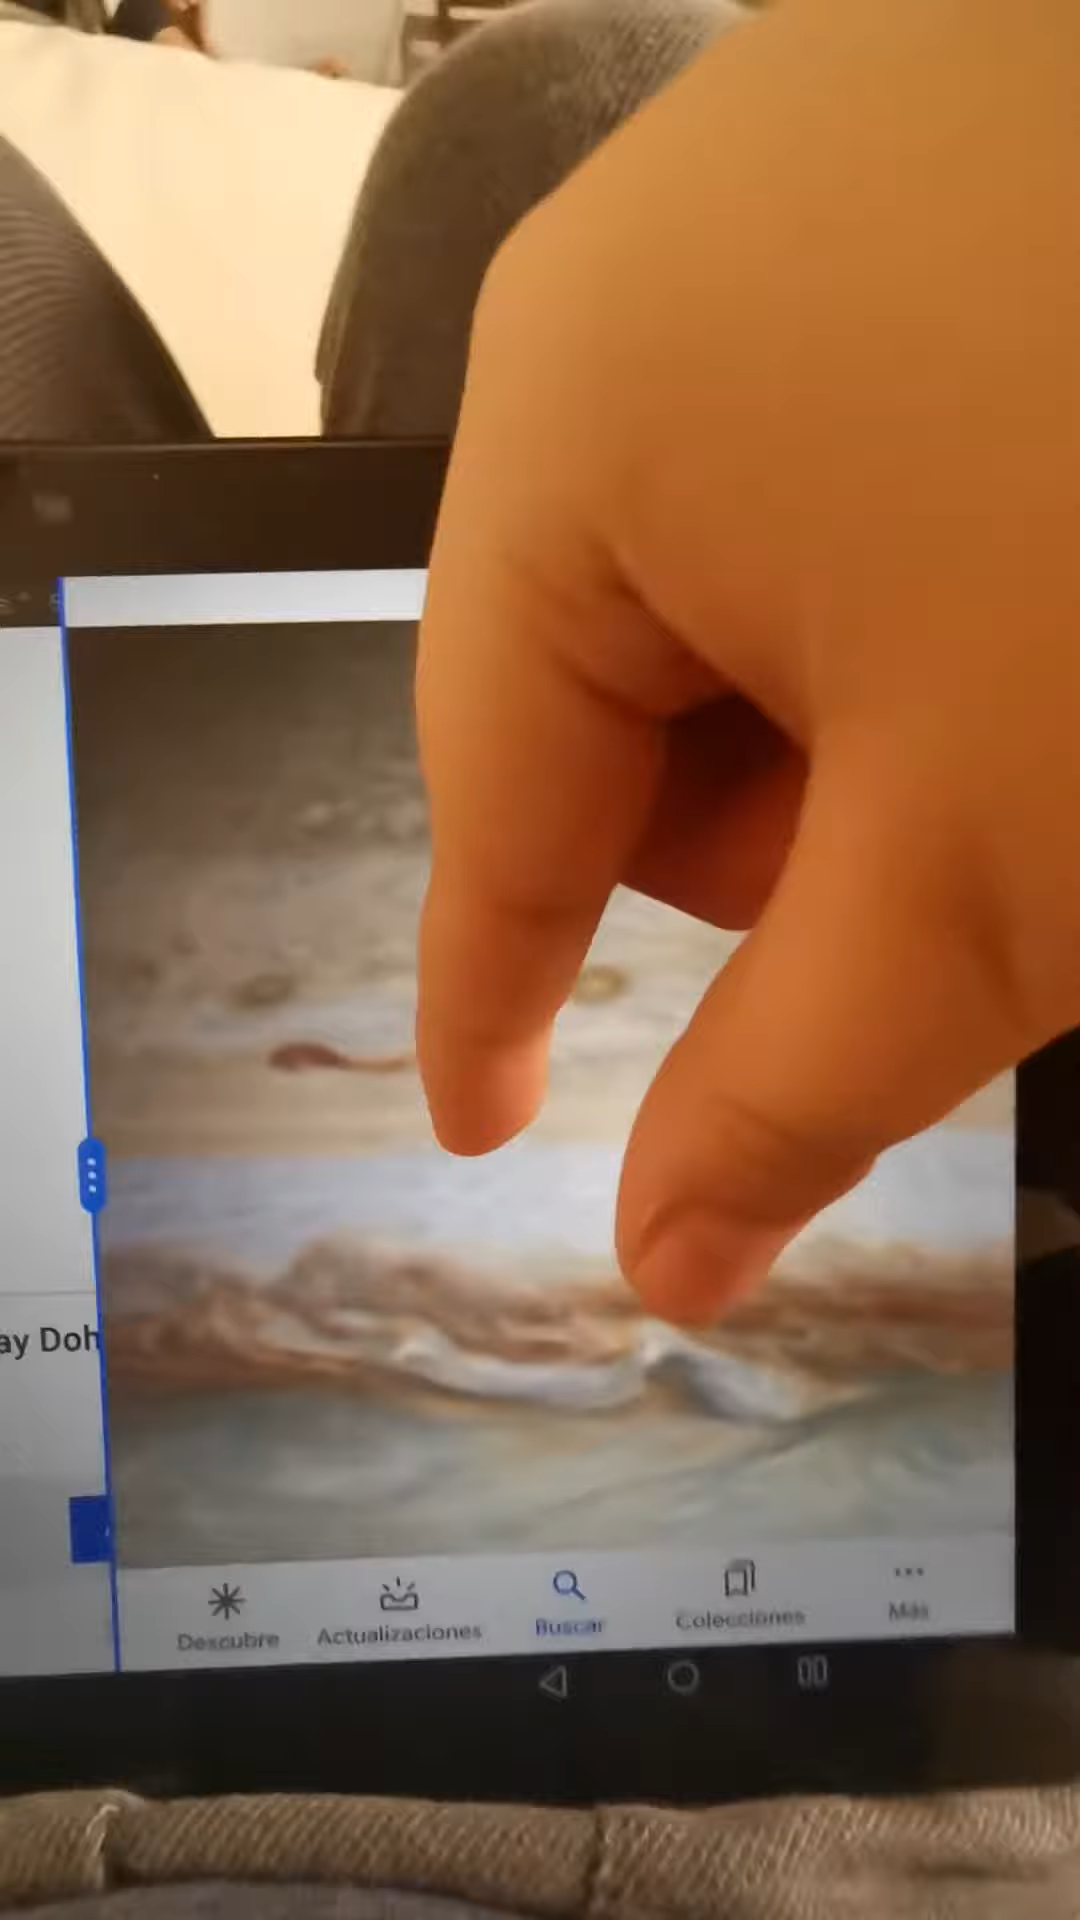 ay Doh
Descubre
Actualizaciones
Buscar
Colecciones
Más